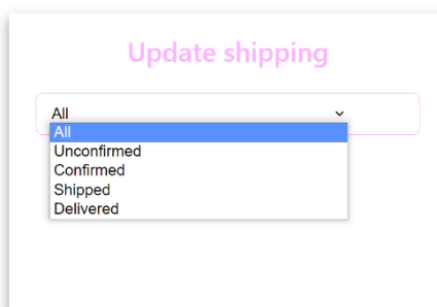 Update shipping
All
All
Unconfirmed
Confirmed
Shipped
Delivered